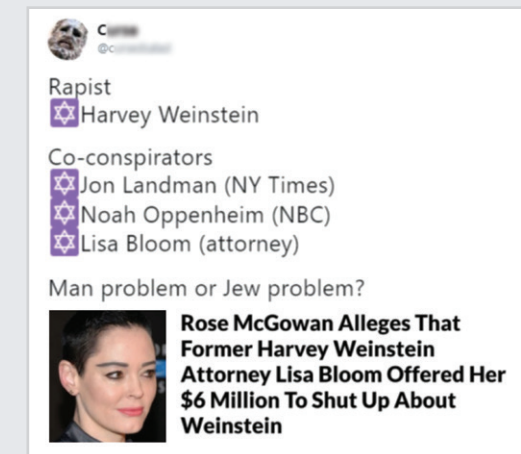 Rapist
✡Harvey Weinstein
Co-conspirators
✡Jon Landman (NY Times)
✡Noah Oppenheim (NBC)
✡Lisa Bloom (attorney)
Man problem or Jew problem?
Rose McGowan Alleges That
Former Harvey Weinstein
Attorney Lisa Bloom Offered Her
$6 Million To Shut Up About
Weinstein